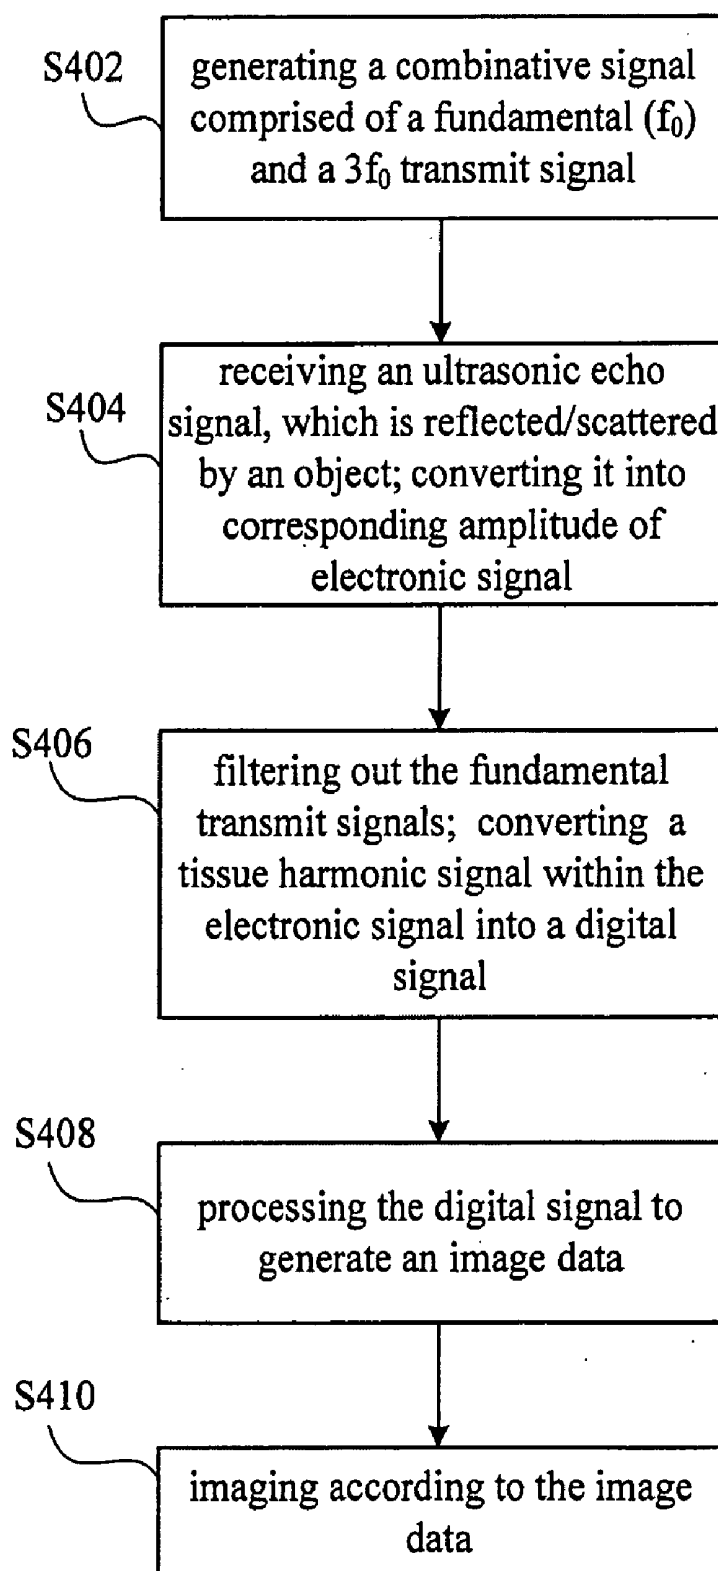 S402
generating a combinative signal
comprised of a fundamental (f₀)
and a 3f₀ transmit signal
S404
receiving an ultrasonic echo
signal, which is reflected/scattered
by an object; converting it into
corresponding amplitude of
electronic signal
S406
filtering out the fundamental
transmit signals; converting a
tissue harmonic signal within the
electronic signal into a digital
signal
S408
processing the digital signal to
generate an image data
S410
imaging according to the image
data